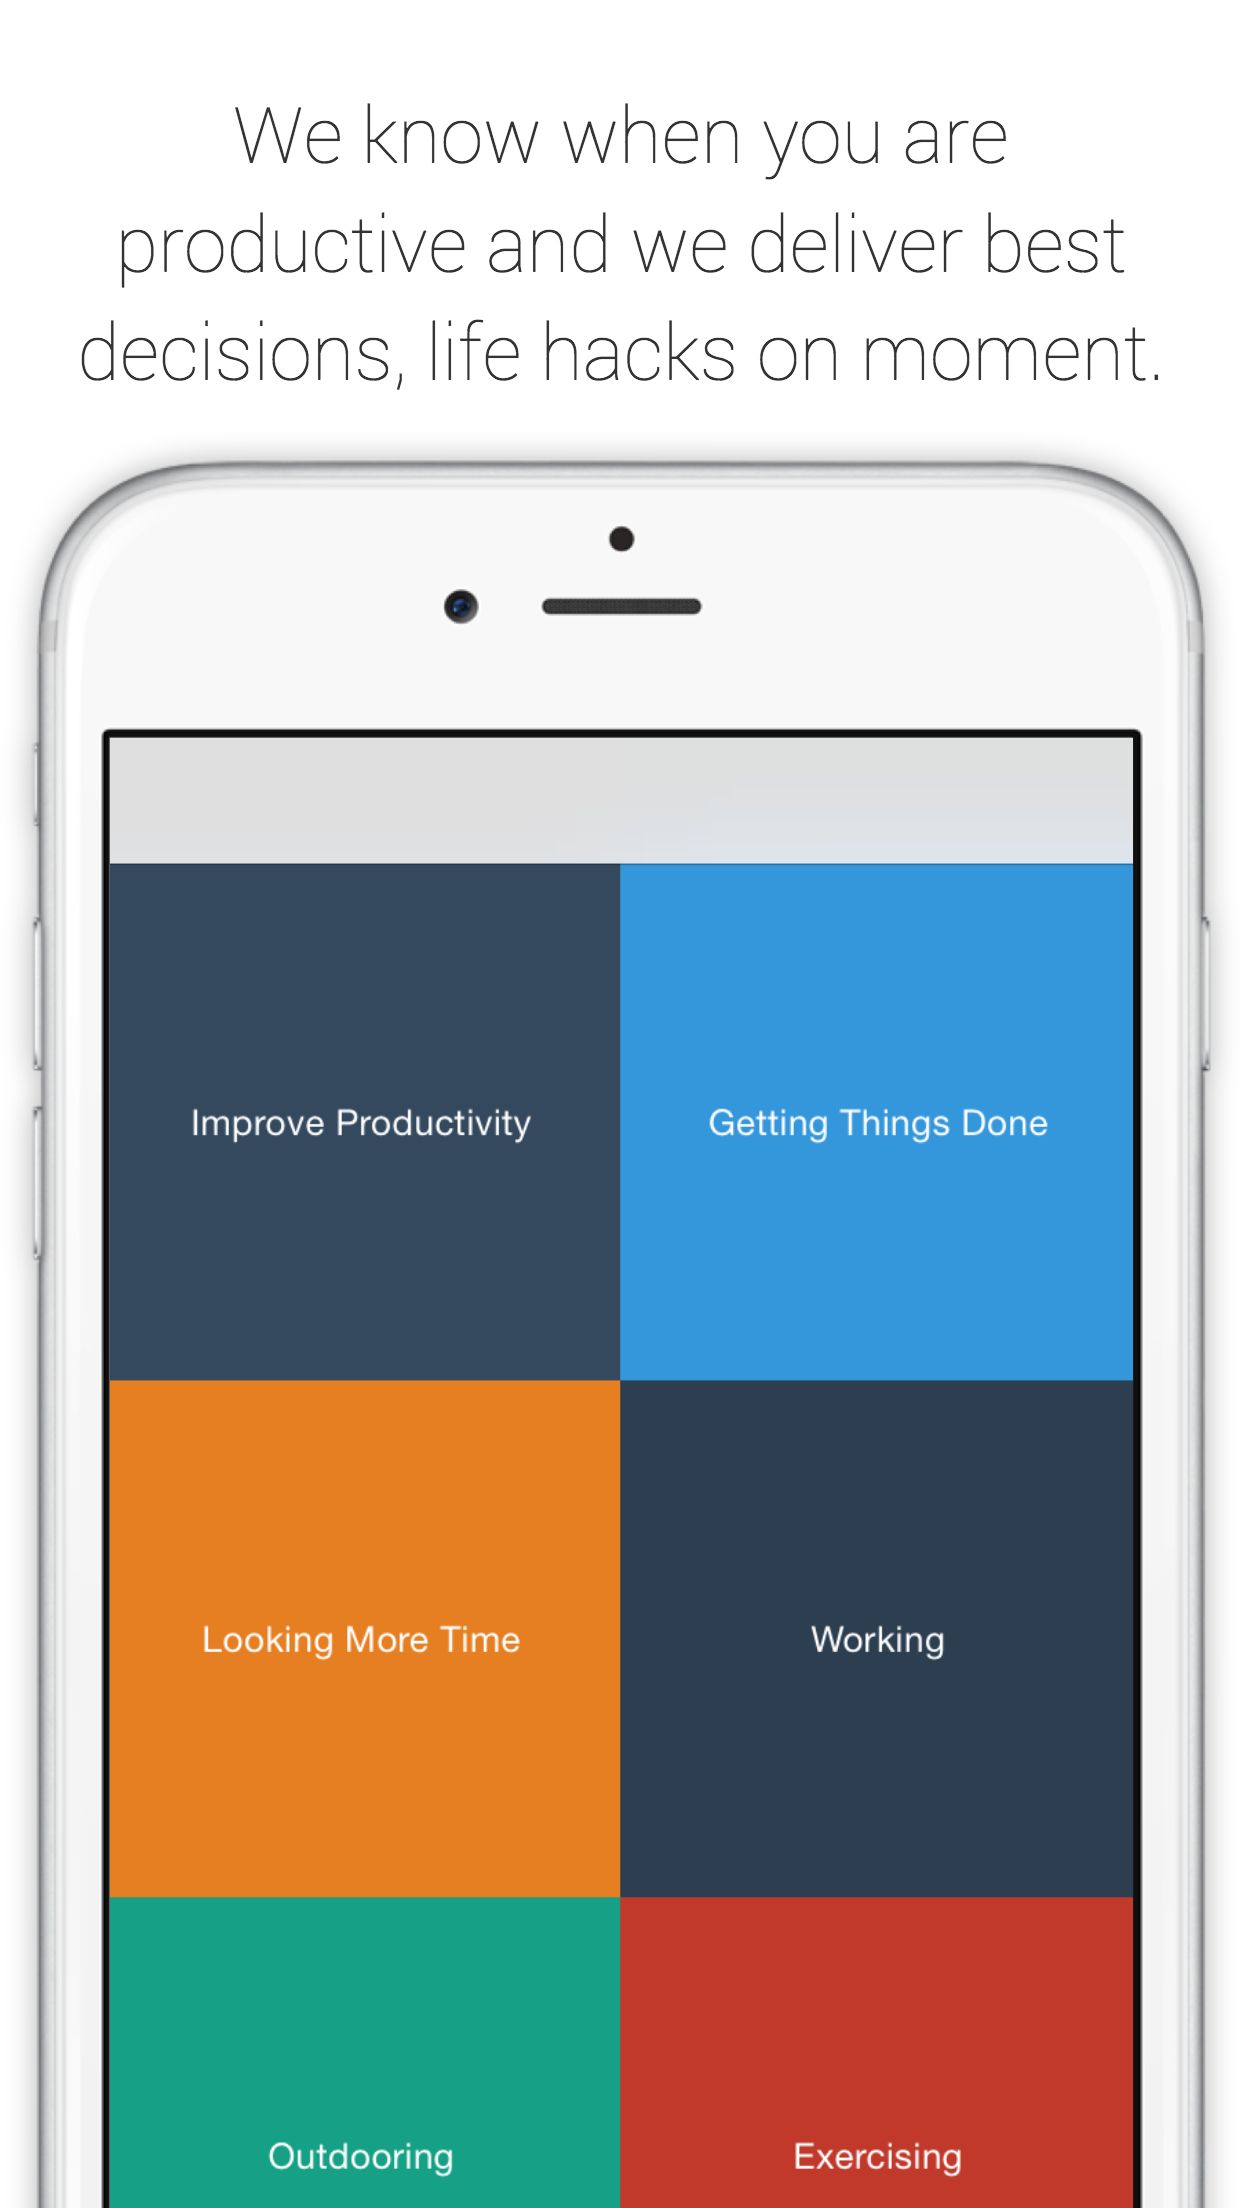 We know when you are
productive and we deliver best
decisions, life hacks on moment.
Improve Productivity
Getting Things Done
Looking More Time
Working
Outdooring
Exercising